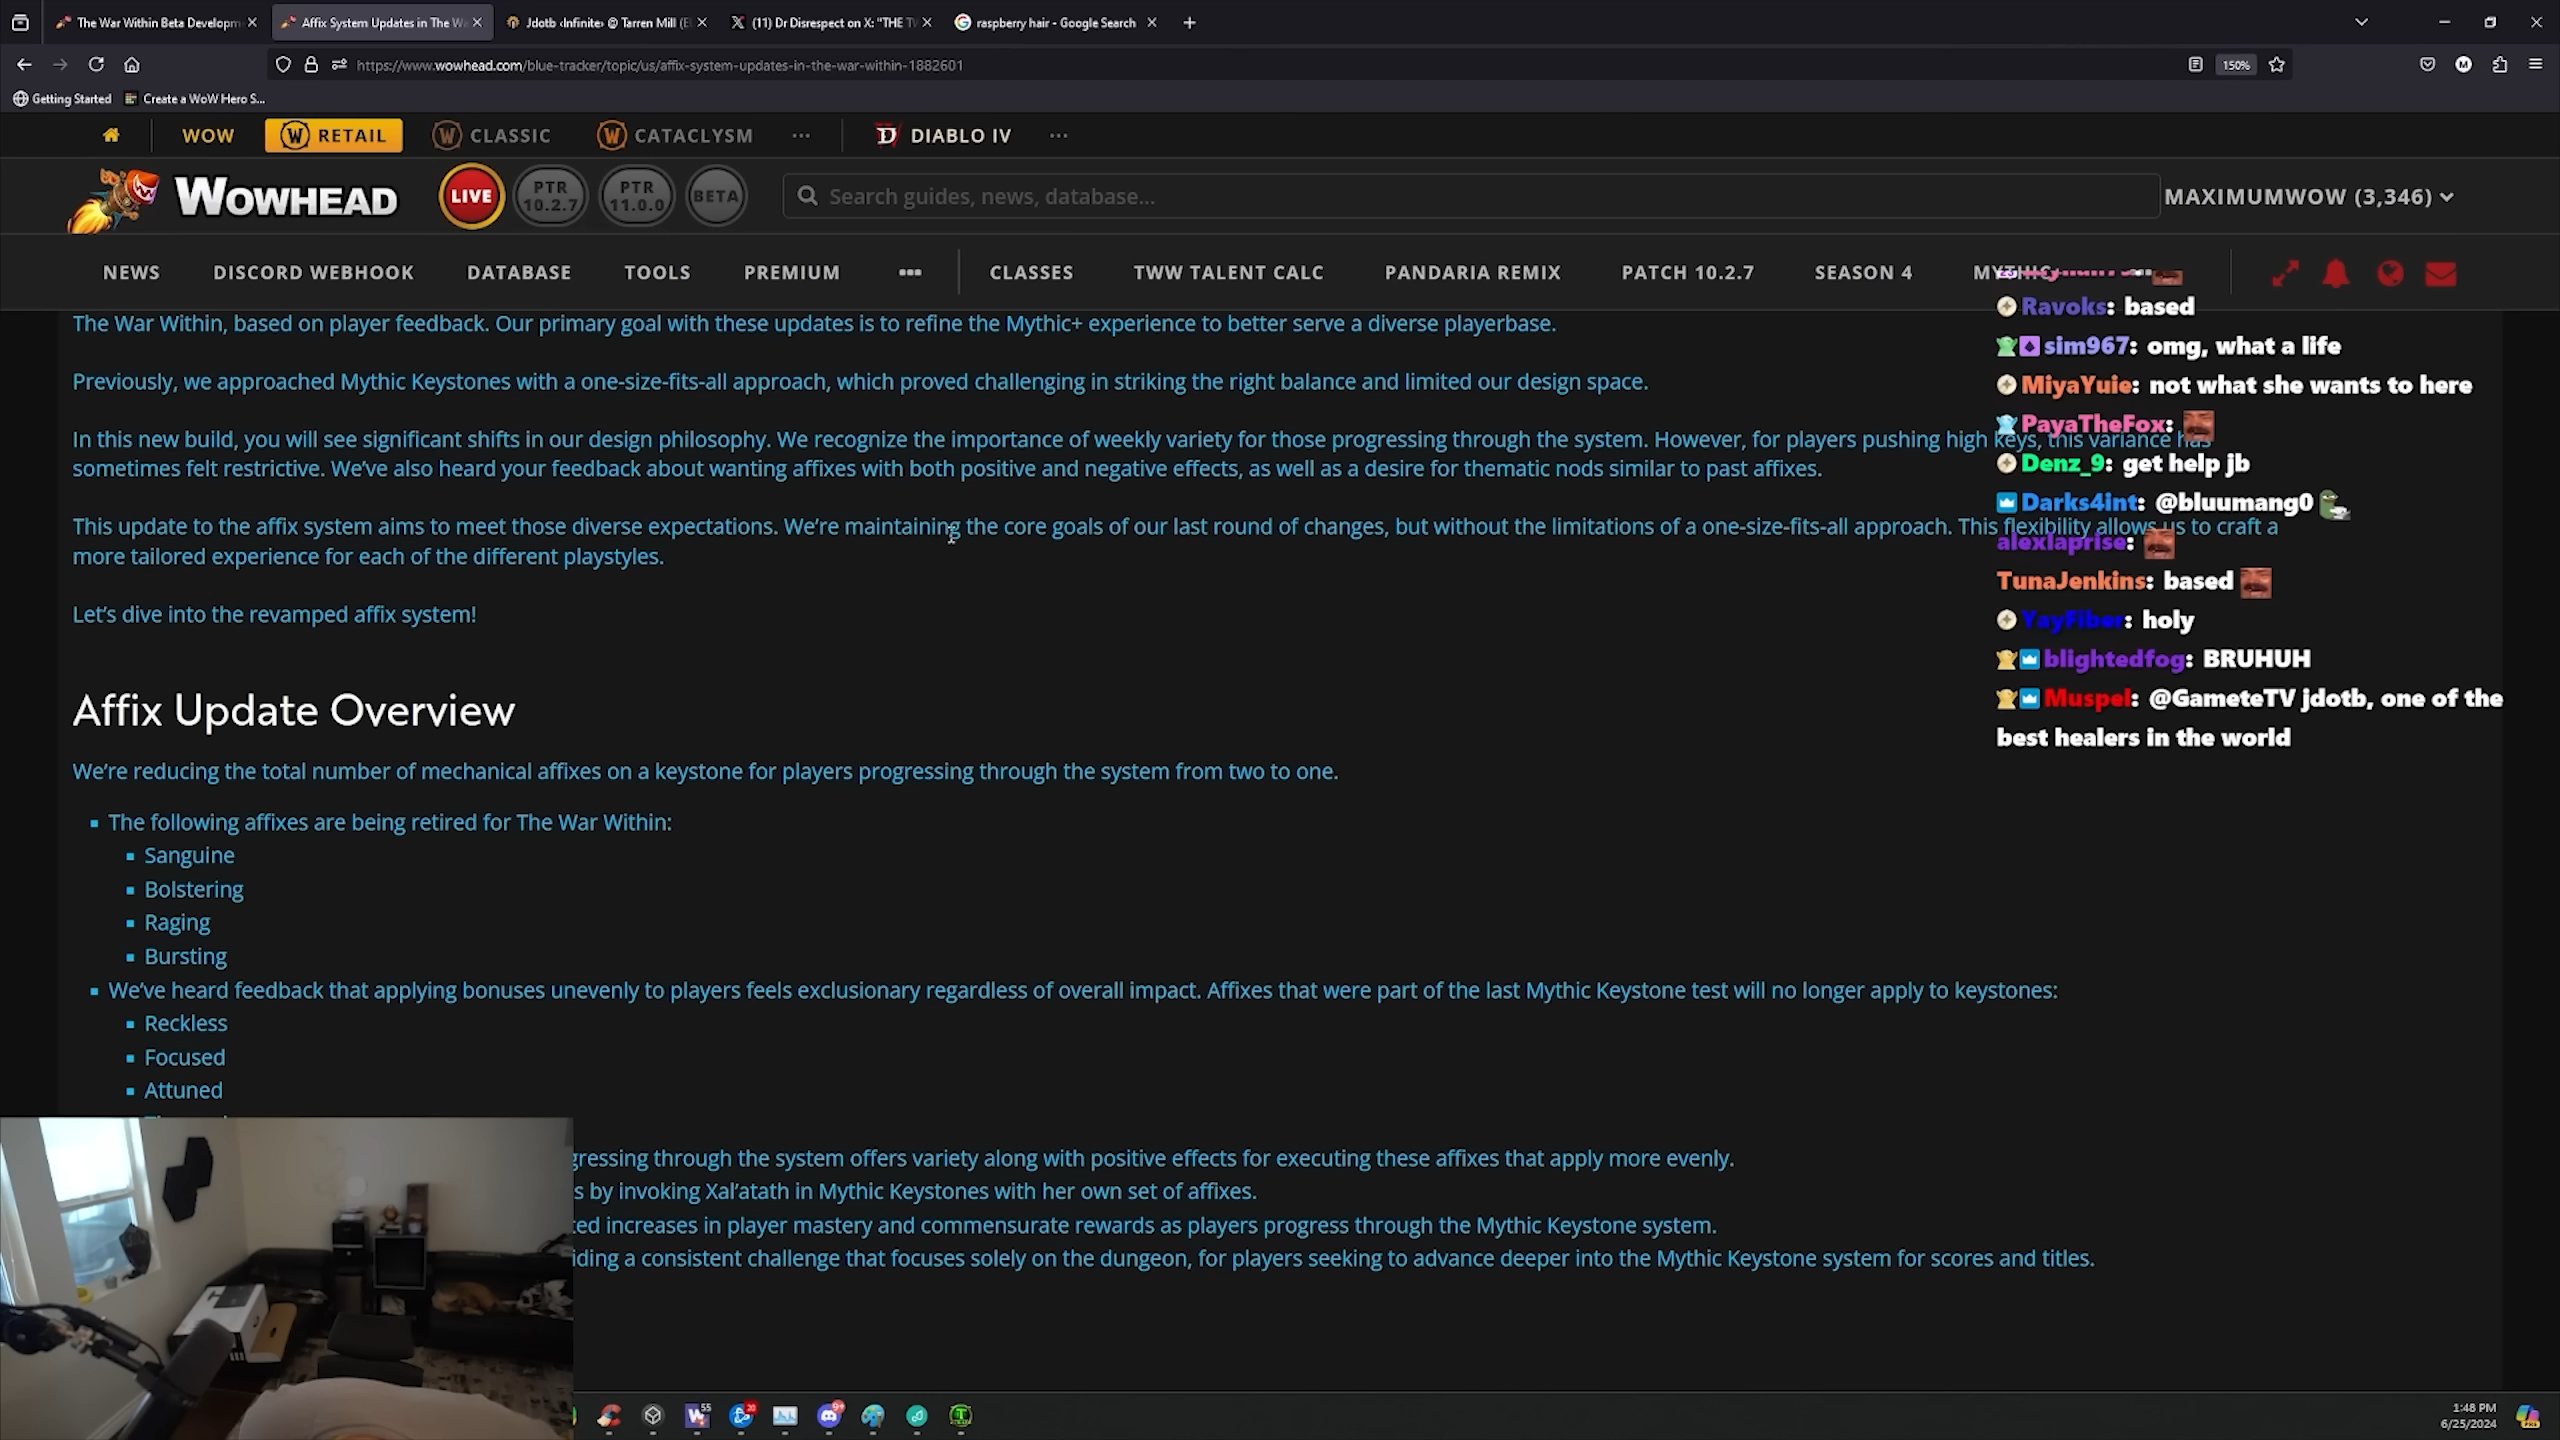 The War Within Beta Developm
Affix System Updates in The Wa
Jdotb ‹Infinite› @ Tarren Mill (E
(11) Dr Disrespect on X: "THE TV
raspberry hair - Google Search
https://www.wowhead.com/blue-tracker/topic/us/affix-system-updates-in-the-war-within-1882601
150%
M
Getting Started
Create a WoW Hero S...
WOW
RETAIL
CLASSIC
CATACLYSM
...
DIABLO IV
...
WOWHEAD
LIVE
PTR 10.2.7
PTR 11.0.0
BETA
Search guides, news, database...
MAXIMUMWOW (3,346)
NEWS
DISCORD WEBHOOK
DATABASE
TOOLS
PREMIUM
...
CLASSES
TWW TALENT CALC
PANDARIA REMIX
PATCH 10.2.7
SEASON 4
MYTHIC
The War Within, based on player feedback. Our primary goal with these updates is to refine the Mythic+ experience to better serve a diverse playerbase.
Previously, we approached Mythic Keystones with a one-size-fits-all approach, which proved challenging in striking the right balance and limited our design space.
In this new build, you will see significant shifts in our design philosophy. We recognize the importance of weekly variety for those progressing through the system. However, for players pushing high keys, this variance has
sometimes felt restrictive. We've also heard your feedback about wanting affixes with both positive and negative effects, as well as a desire for thematic nods similar to past affixes.
This update to the affix system aims to meet those diverse expectations. We're maintaining the core goals of our last round of changes, but without the limitations of a one-size-fits-all approach. This flexibility allows us to craft a
more tailored experience for each of the different playstyles.
Let's dive into the revamped affix system!
Affix Update Overview
We're reducing the total number of mechanical affixes on a keystone for players progressing through the system from two to one.
The following affixes are being retired for The War Within:
Sanguine
Bolstering
Raging
Bursting
We've heard feedback that applying bonuses unevenly to players feels exclusionary regardless of overall impact. Affixes that were part of the last Mythic Keystone test will no longer apply to keystones:
Reckless
Focused
Attuned
gressing through the system offers variety along with positive effects for executing these affixes that apply more evenly.
s by invoking Xal'atath in Mythic Keystones with her own set of affixes.
ted increases in player mastery and commensurate rewards as players progress through the Mythic Keystone system.
iding a consistent challenge that focuses solely on the dungeon, for players seeking to advance deeper into the Mythic Keystone system for scores and titles.
Ravoks: based
sim967: omg, what a life
MiyaYuie: not what she wants to here
PayaTheFox:
Denz_9: get help jb
Darks4int: @bluumang0
alexlaprise:
TunaJenkins: based
YayFiber: holy
blightedfog: BRUHUH
Muspel: @GameteTV jdotb, one of the
best healers in the world
55
20
9+
1:48 PM
6/25/2024